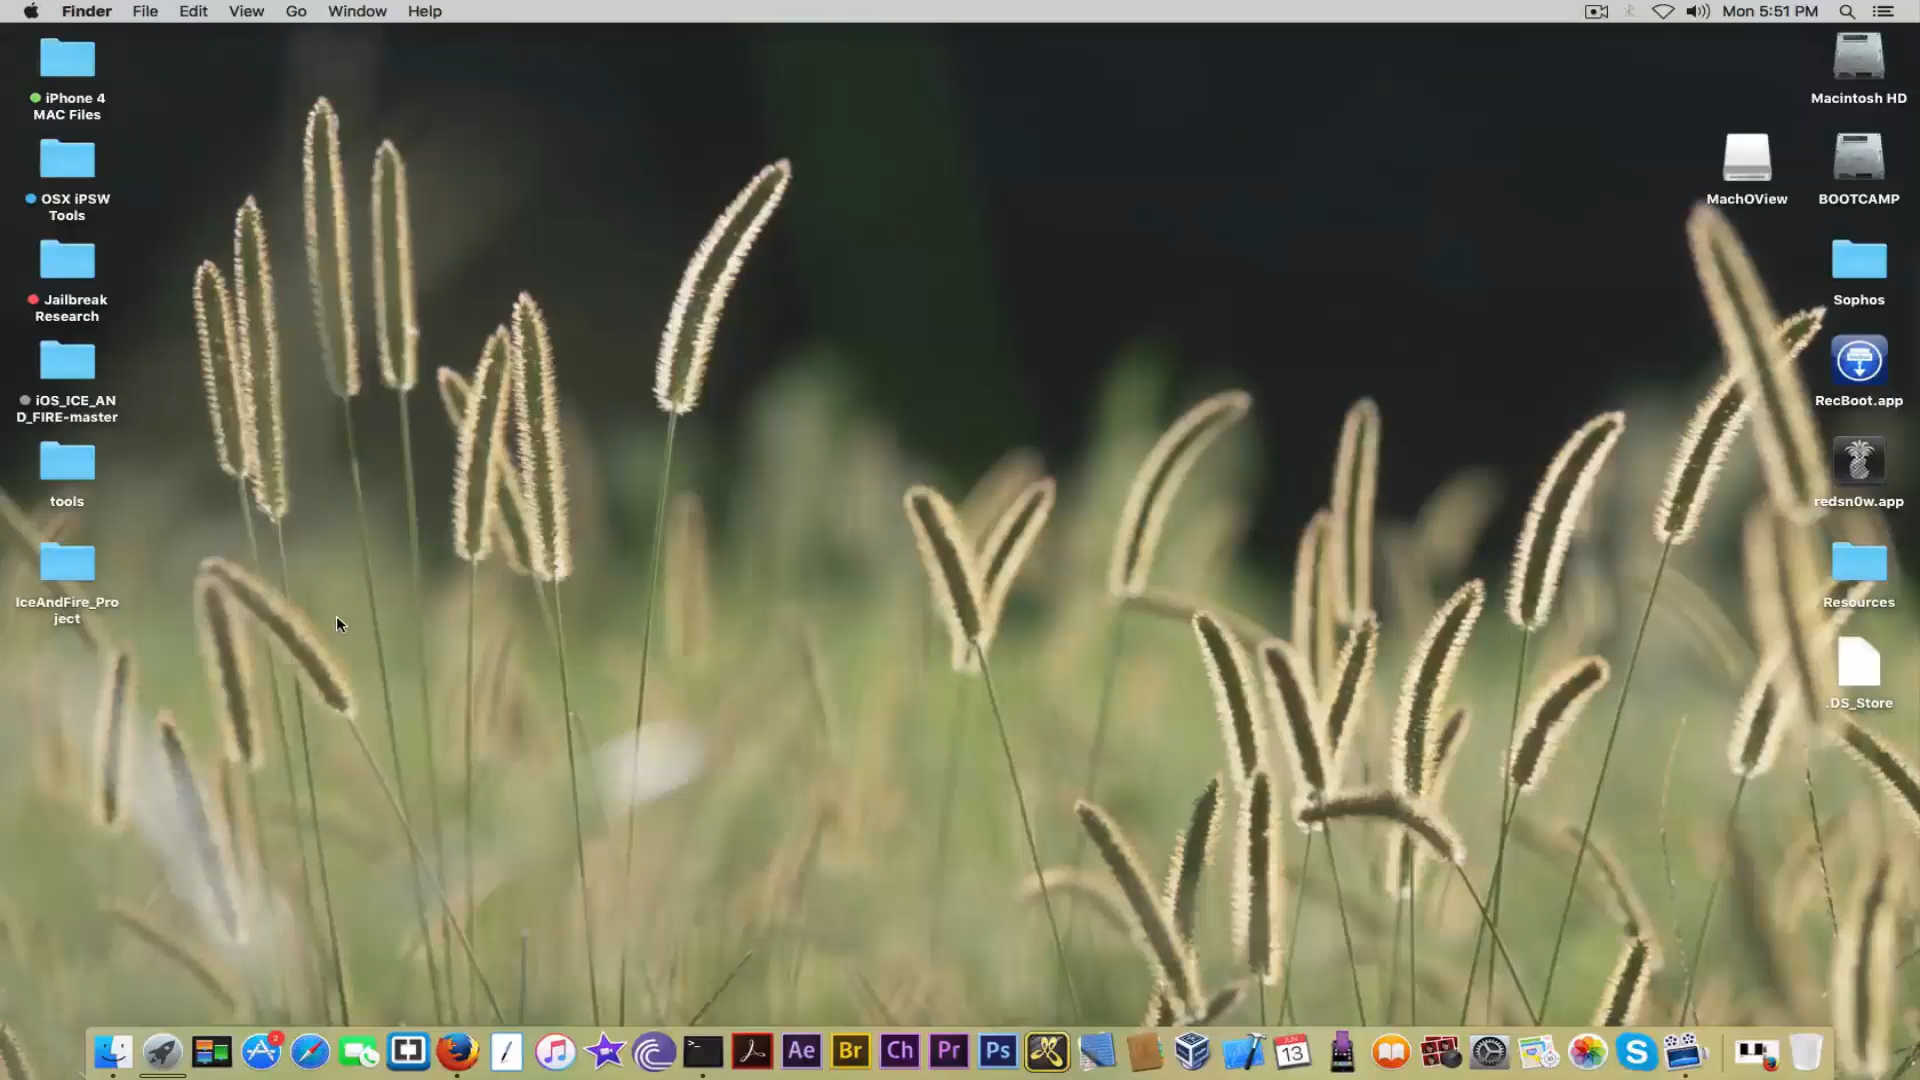 Finder File Edit View Go Window Help
Mon 5:51 PM
iPhone 4
MAC Files
OSX iPSW
Tools
Jailbreak
Research
iOS_ICE_AN
D_FIRE-master
tools
IceAndFire_Pro
ject
Macintosh HD
MachOView
BOOTCAMP
Sophos
RecBoot.app
redsn0w.app
Resources
.DS_Store
2
Ae
Br
Ch
Pr
Ps
JUN
13